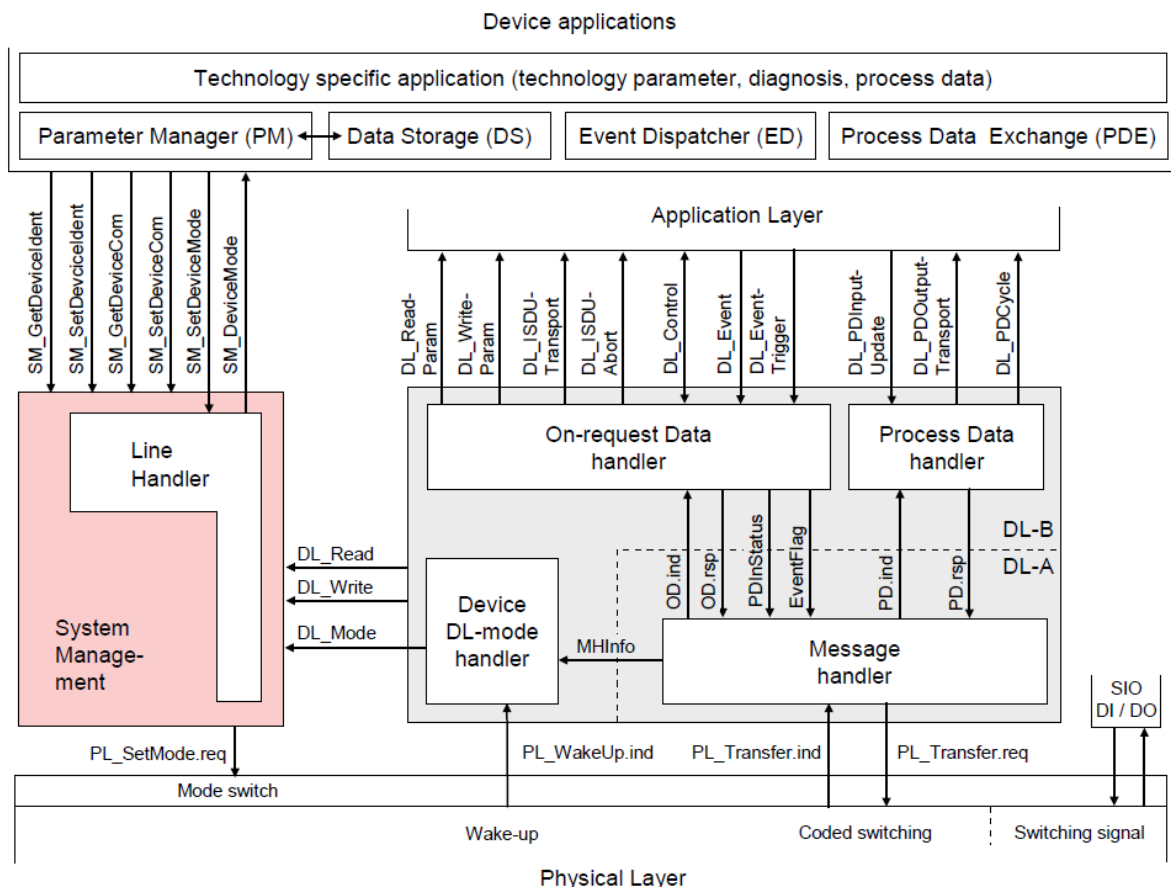 Device applications
Technology specific application (technology parameter, diagnosis, process data)
Parameter Manager (PM)
Data Storage (DS)
Event Dispatcher (ED)
Process Data Exchange (PDE)
SM_GetDeviceIdent
SM_SetDevciceIdent
SM_GetDeviceCom
SM_SetDeviceCom
SM_SetDeviceMode
SM_DeviceMode
Application Layer
DL_Read-
Param
DL_Write-
Param
DL_ISDU-
Transport
DL_ISDU-
Abort
DL_Control
DL_Event
DL_Event-
Trigger
DL_PDInput-
Update
DL_PDOutput-
Transport
DL_PDCycle
Line
Handler
On-request Data
handler
Process Data
handler
DL-B
DL-A
OD.ind
OD.rsp
PDInStatus
EventFlag
PD.ind
PD.rsp
DL_Read
DL_Write
DL_Mode
System
Manage-
ment
Device
DL-mode
handler
MHInfo
Message
handler
SIO
DI / DO
PL_SetMode.req
PL_WakeUp.ind
PL_Transfer.ind
PL_Transfer.req
Mode switch
Wake-up
Coded switching
Switching signal
Physical Layer